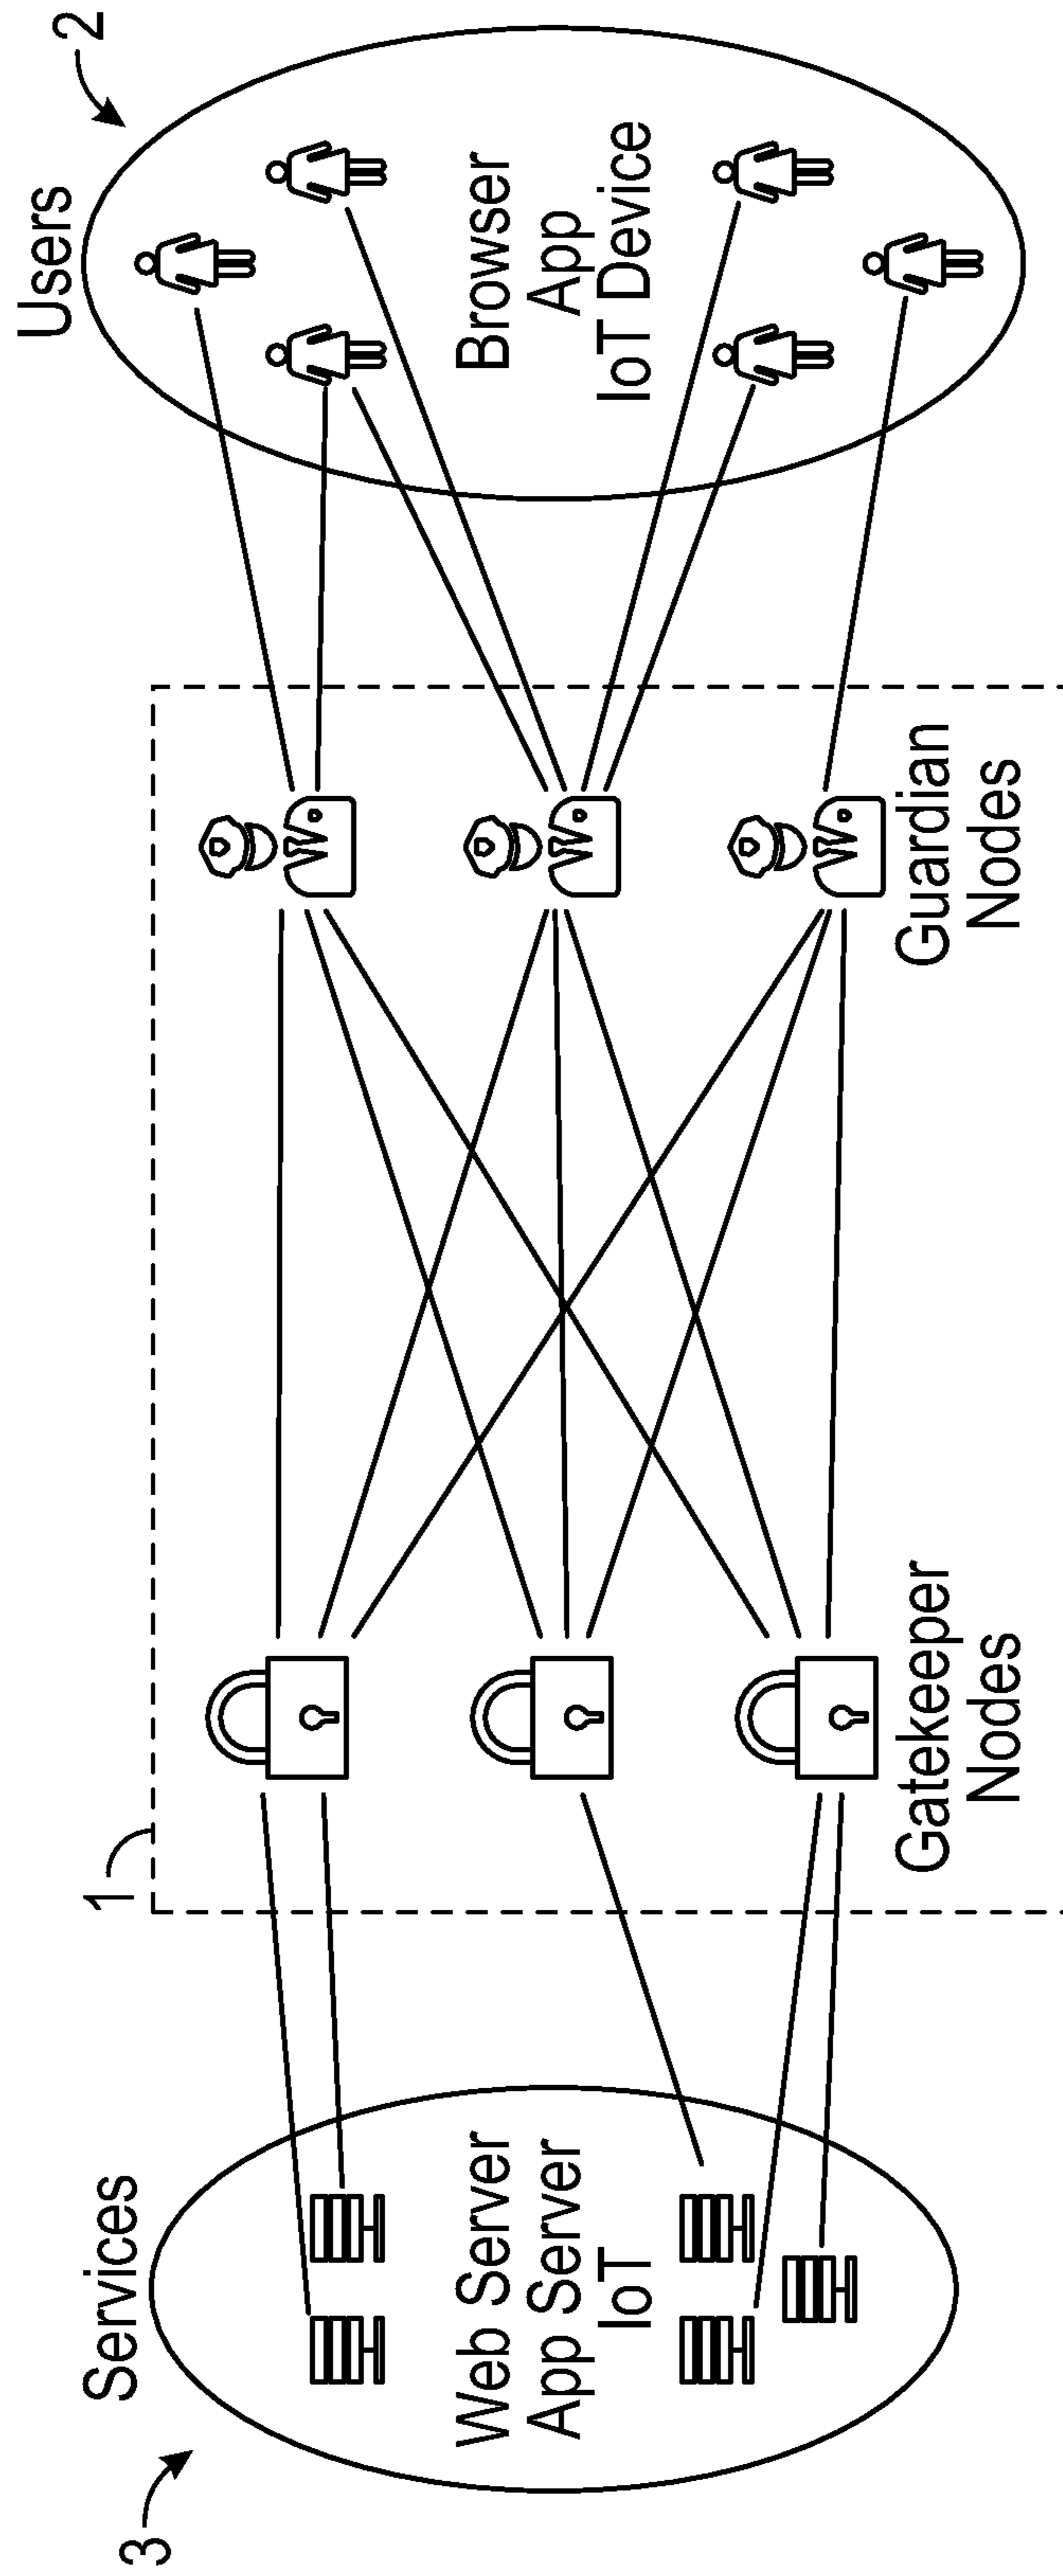 3
Services
Web Server
App Server
IoT
1
Gatekeeper
Nodes
Guardian
Nodes
Users
2
Browser
App
IoT Device